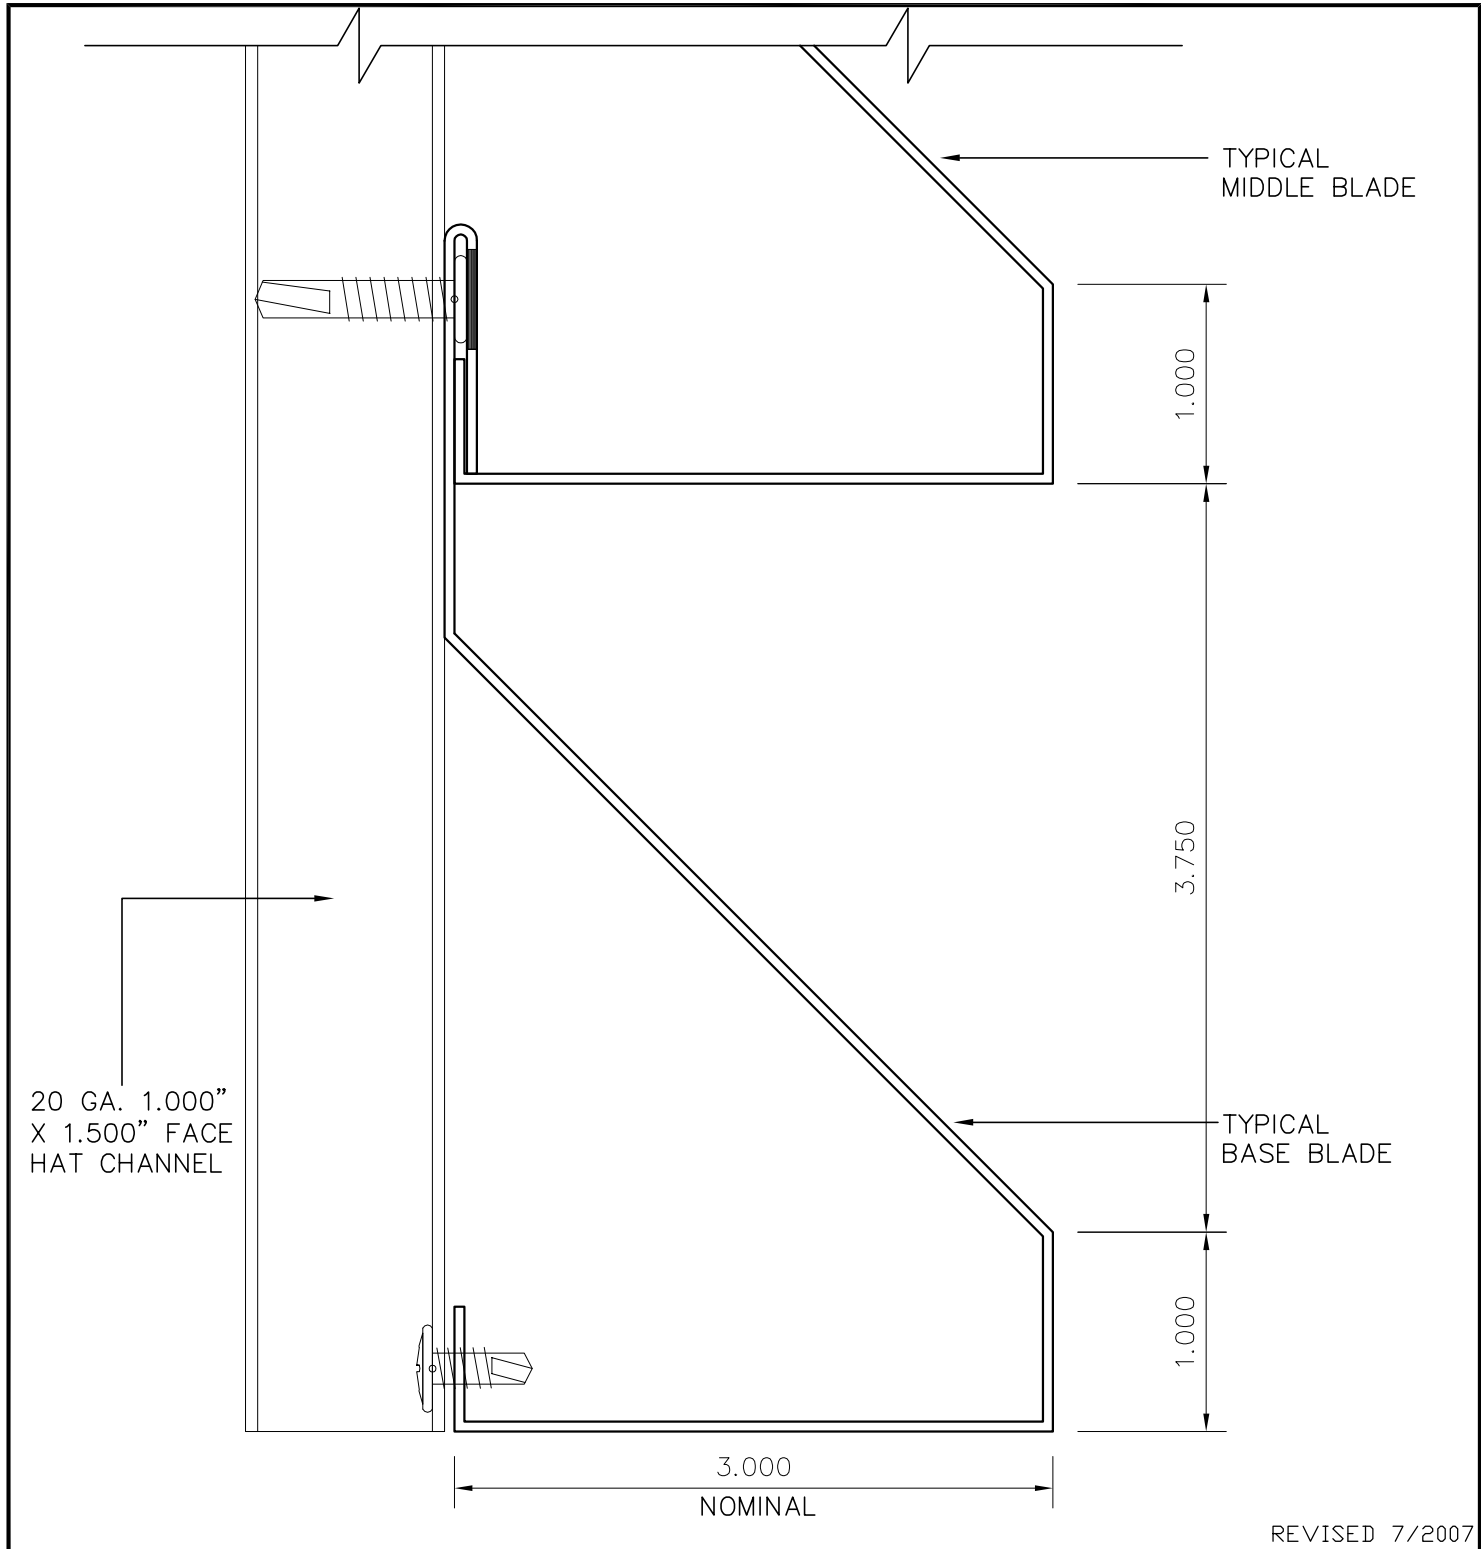 TYPICAL
MIDDLE BLADE
1.000
3.750
20 GA. 1.000"
X 1.500" FACE
HAT CHANNEL
TYPICAL
BASE BLADE
1.000
3.000
NOMINAL
REVISED 7/2007